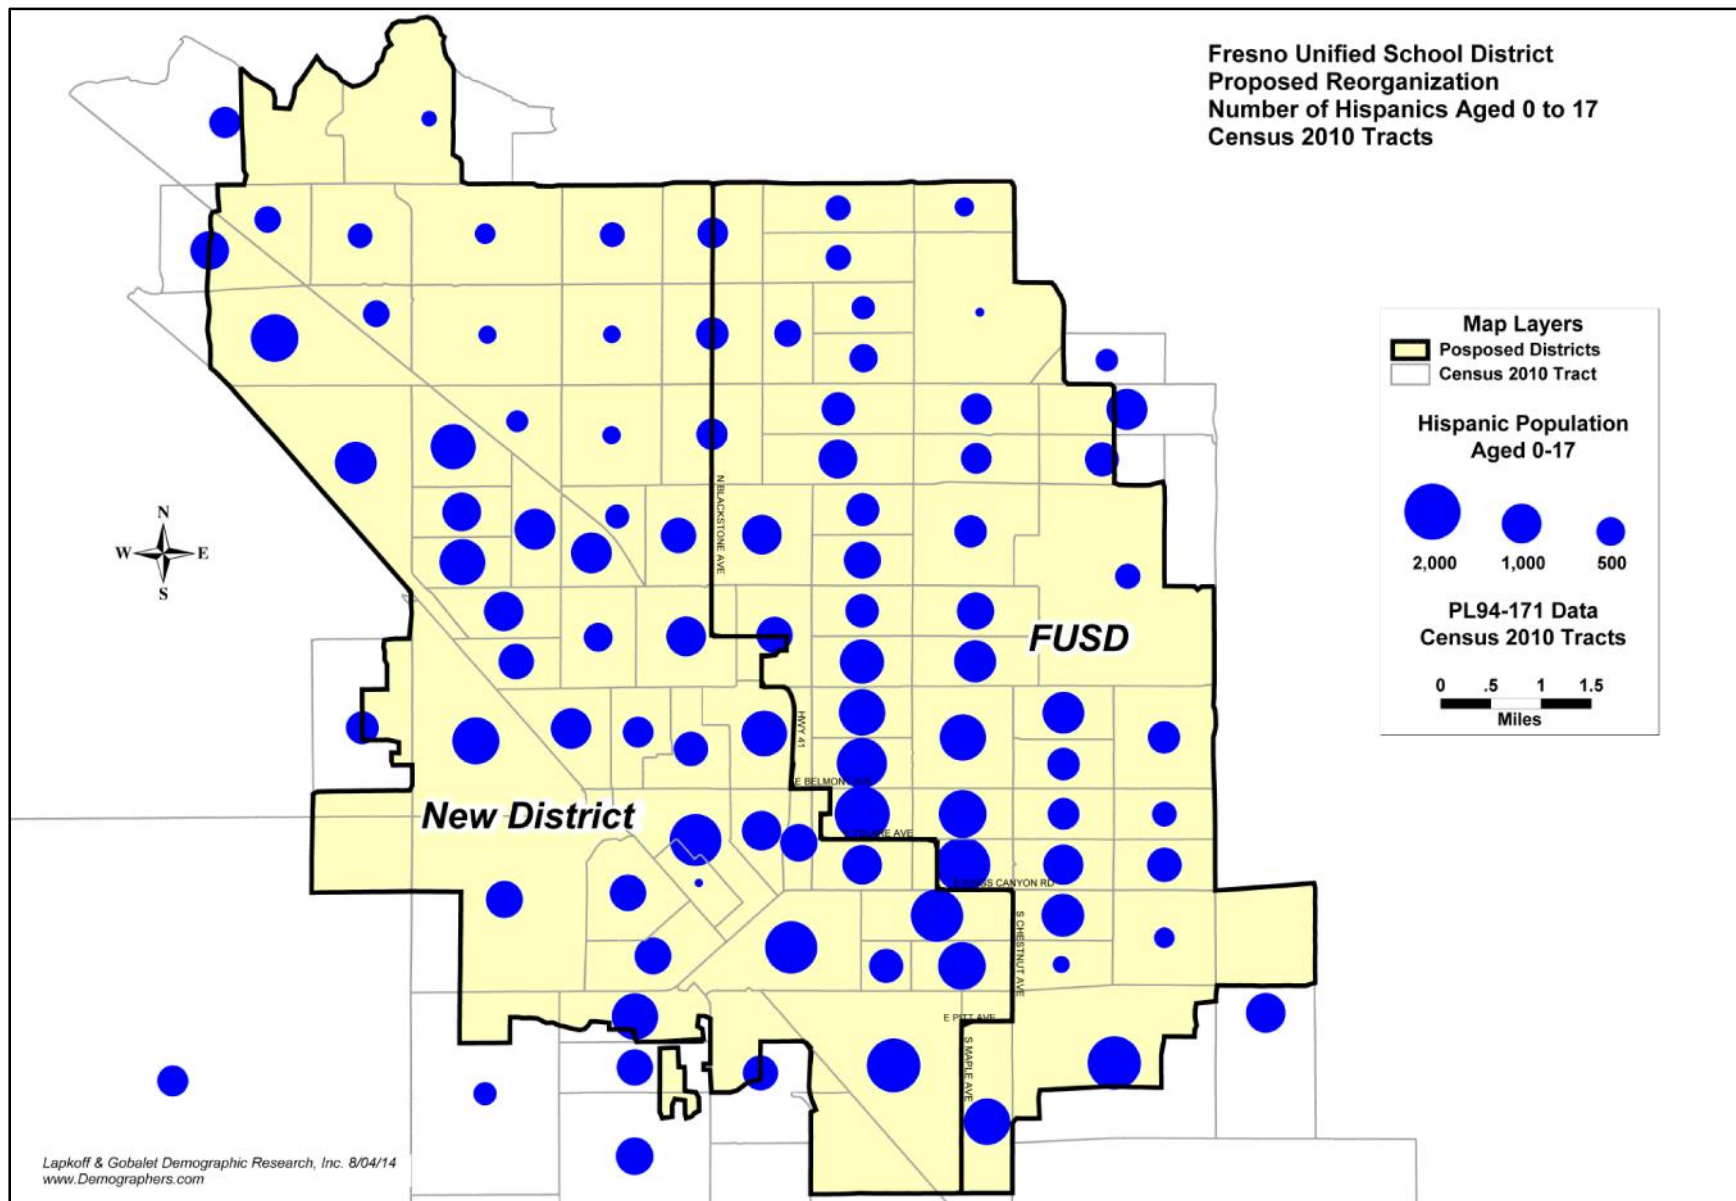 Fresno Unified School District
Proposed Reorganization
Number of Hispanics Aged 0 to 17
Census 2010 Tracts
Map Layers
Posposed Districts
Census 2010 Tract
Hispanic Population
Aged 0-17
2,000 1,000 500
PL94-171 Data
Census 2010 Tracts
0 .5 1 1.5
Miles
N
W E
S
N BLACKSTONE AVE
FUSD
HWY 41
E BELMONT AVE
New District
AVE
CANYON RD
S CHESTNUT AVE
E PITT AVE
S MAPLE AVE
Lapkoff & Gobalet Demographic Research, Inc. 8/04/14
www.Demographers.com